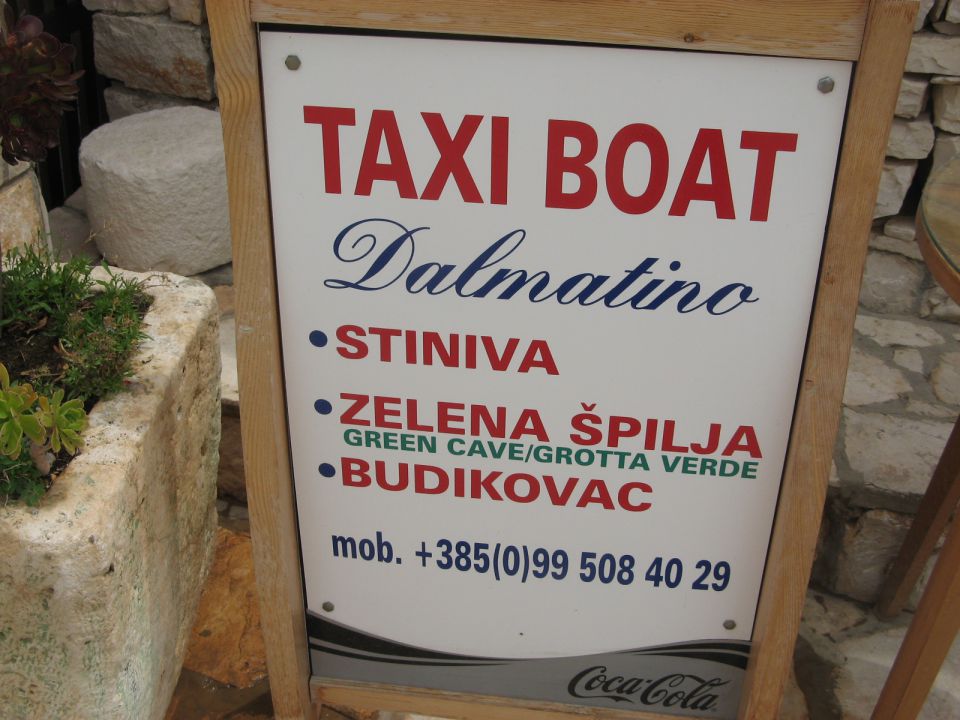 TAXI BOAT
Dalmatino
• STINIVA
• ZELENA ŠPILJA
GREEN CAVE/GROTTA VERDE
• BUDIKOVAC
mob. +385(0)99 508 40 29
Coca-Cola